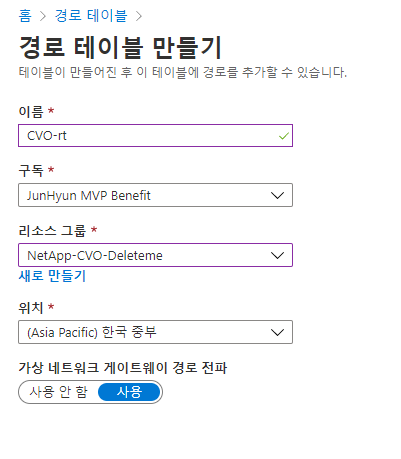 홈 > 경로 테이블 >
경로 테이블 만들기
테이블이 만들어진 후 이 테이블에 경로를 추가할 수 있습니다.
이름 *
CVO-rt
구독 *
JunHyun MVP Benefit
리소스 그룹 *
NetApp-CVO-Deleteme
새로 만들기
위치 *
(Asia Pacific) 한국 중부
가상 네트워크 게이트웨이 경로 전파
사용 안 함 사용